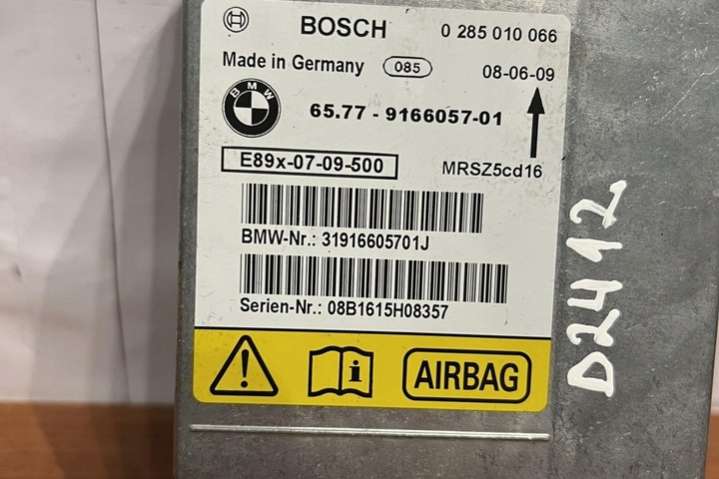 BOSCH 0 285 010 066
Made in Germany 085 08-06-09
BMW 65.77 - 9166057-01
E89x-07-09-500 MRSZ5cd16
BMW-Nr.: 31916605701J
Serien-Nr.: 08B1615H08357
AIRBAG
D2412